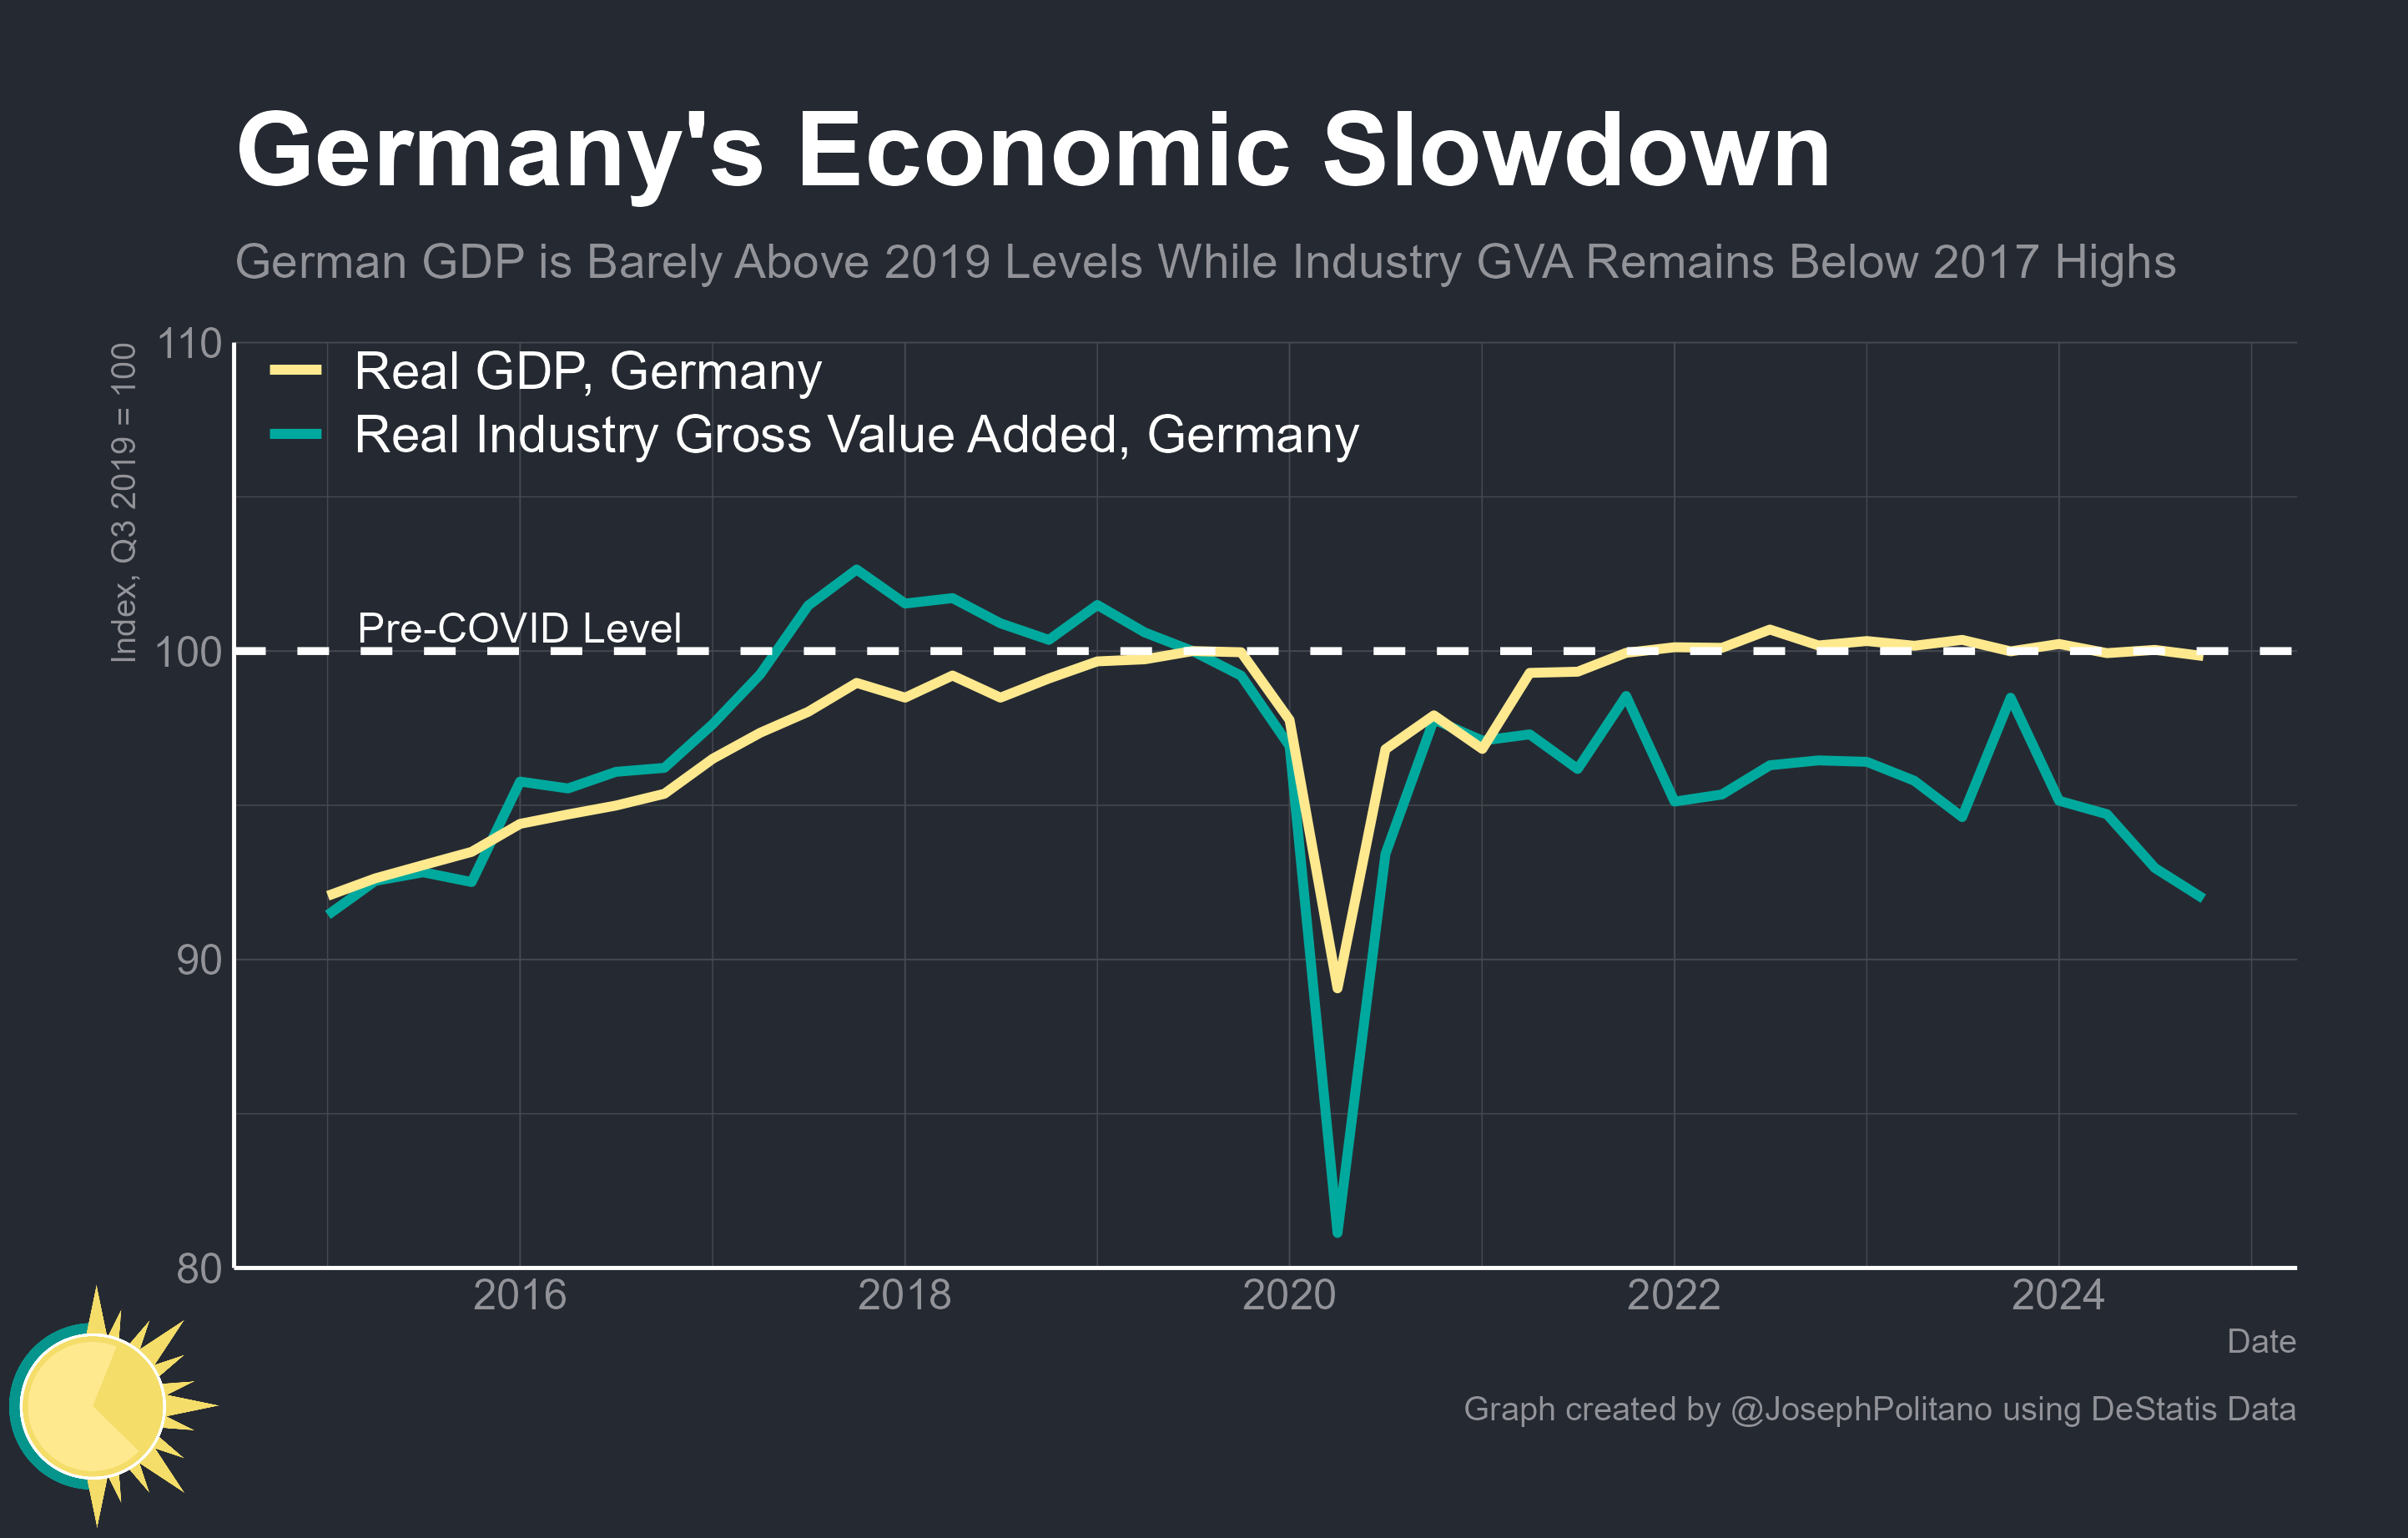 Germany's Economic Slowdown
German GDP is Barely Above 2019 Levels While Industry GVA Remains Below 2017 Highs
Index, Q3 2019 = 100
110
100
90
80
Real GDP, Germany
Real Industry Gross Value Added, Germany
Pre-COVID Level
2016
2018
2020
2022
2024
Date
Graph created by @JosephPolitano using DeStatis Data